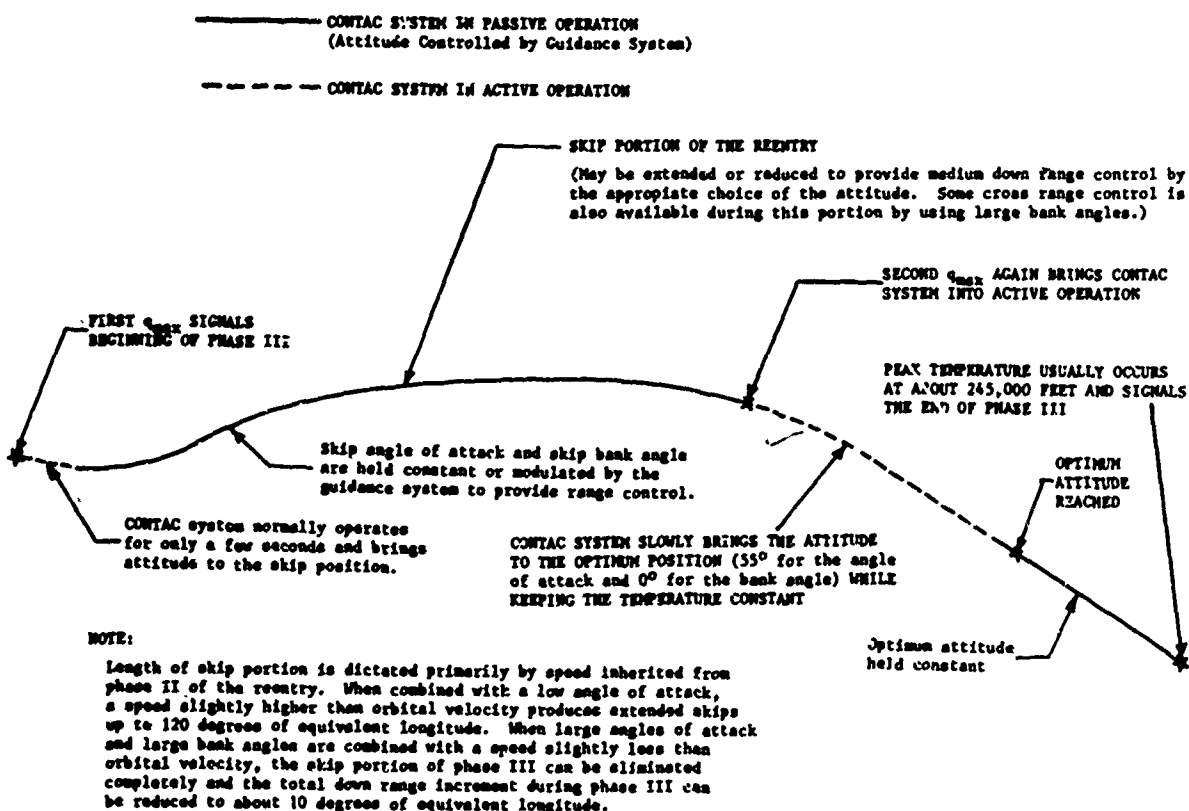 CONTAC SYSTEM IN PASSIVE OPERATION
(Attitude Controlled by Guidance System)
CONTAC SYSTEM IN ACTIVE OPERATION
SKIP PORTION OF THE REENTRY
(May be extended or reduced to provide medium down range control by
the appropiate choice of the attitude. Some cross range control is
also available during this portion by using large bank angles.)
SECOND qmax AGAIN BRINGS CONTAC
SYSTEM INTO ACTIVE OPERATION
FIRST qmax SIGNALS
BEGINNING OF PHASE III
PEAK TEMPERATURE USUALLY OCCURS
AT ABOUT 245,000 FEET AND SIGNALS
THE END OF PHASE III
Skip angle of attack and skip bank angle
are held constant or modulated by the
guidance system to provide range control.
OPTIMUM
ATTITUDE
REACHED
CONTAC system normally operates
for only a few seconds and brings
attitude to the skip position.
CONTAC SYSTEM SLOWLY BRINGS THE ATTITUDE
TO THE OPTIMUM POSITION (55° for the angle
of attack and 0° for the bank angle) WHILE
KEEPING THE TEMPERATURE CONSTANT
Optimum attitude
held constant
NOTE:
Length of skip portion is dictated primarily by speed inherited from
phase II of the reentry. When combined with a low angle of attack,
a speed slightly higher than orbital velocity produces extended skips
up to 120 degrees of equivalent longitude. When large angles of attack
and large bank angles are combined with a speed slightly less than
orbital velocity, the skip portion of phase III can be eliminated
completely and the total down range increment during phase III can
be reduced to about 10 degrees of equivalent longitude.